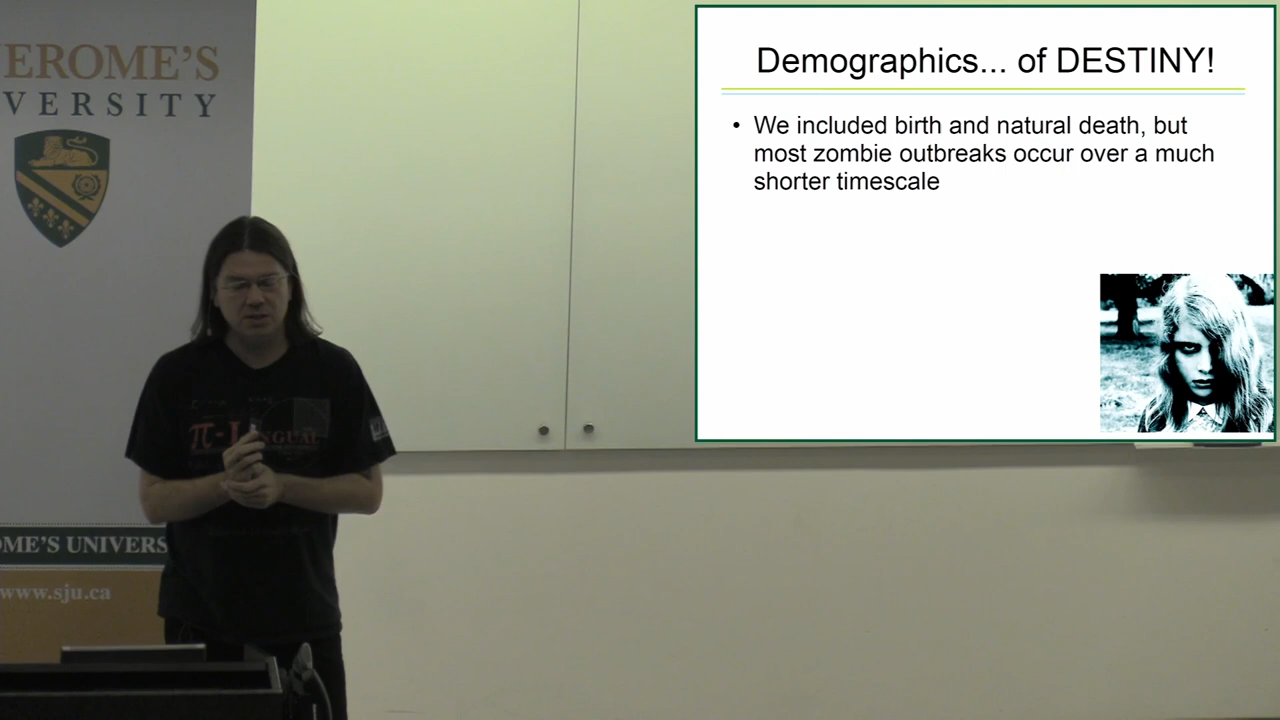 EROME'S
VERSITY
Demographics... of DESTINY!
• We included birth and natural death, but
most zombie outbreaks occur over a much
shorter timescale
π-L NGUAL
OME'S UNIVERS
www.sju.ca